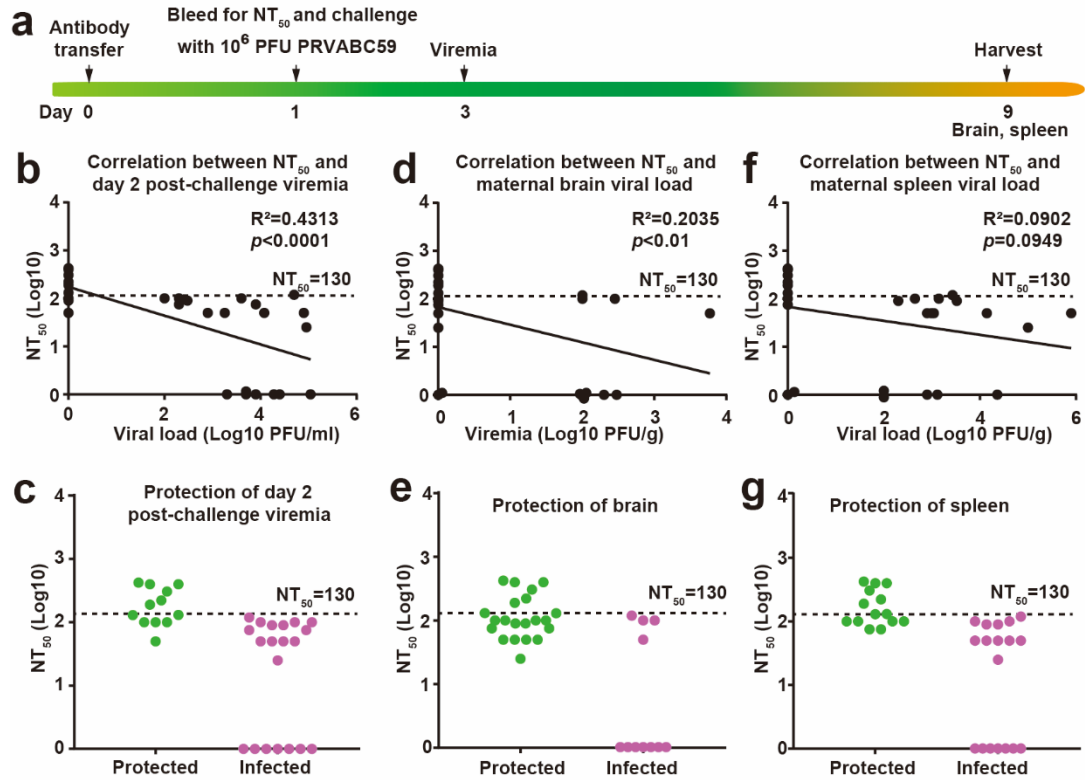 a
Antibody
transfer
Bleed for NT50 and challenge
with 10⁶ PFU PRVABC59
Viremia
Harvest
Day 0 1 3 9
Brain, spleen
b
Correlation between NT50 and
day 2 post-challenge viremia
R²=0.4313
p<0.0001
NT50=130
NT50 (Log10)
4
3
2
1
0
0 2 4 6
Viral load (Log10 PFU/ml)
d
Correlation between NT50 and
maternal brain viral load
R²=0.2035
p<0.01
NT50=130
NT50 (Log10)
4
3
2
1
0
0 1 2 3 4
Viremia (Log10 PFU/g)
f
Correlation between NT50 and
maternal spleen viral load
R²=0.0902
p=0.0949
NT50=130
NT50 (Log10)
4
3
2
1
0
0 2 4 6
Viral load (Log10 PFU/g)
c
Protection of day 2
post-challenge viremia
NT50=130
NT50 (Log10)
4
3
2
1
0
Protected Infected
e
Protection of brain
NT50=130
NT50 (Log10)
4
3
2
1
0
Protected Infected
g
Protection of spleen
NT50=130
NT50 (Log10)
4
3
2
1
0
Protected Infected